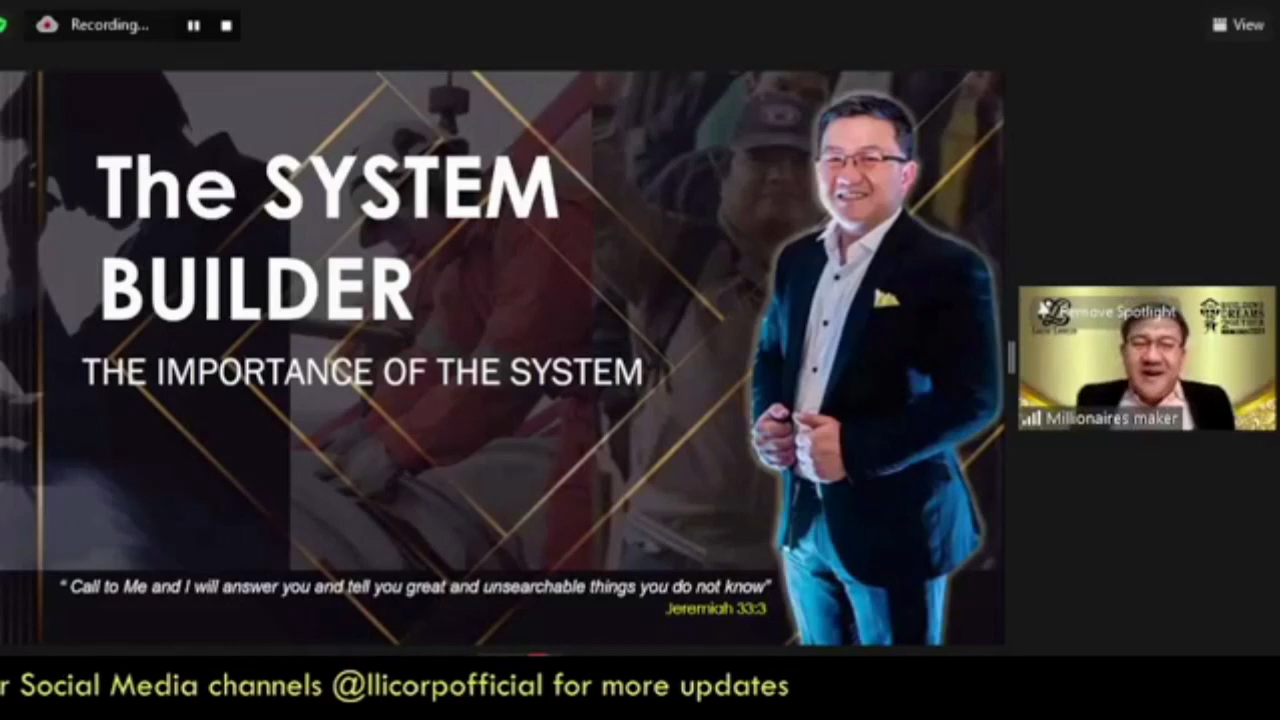 Recording...
View
The SYSTEM
BUILDER
THE IMPORTANCE OF THE SYSTEM
Remove Spotlight
DREAMS
Millionaires maker
“ Call to Me and I will answer you and tell you great and unsearchable things you do not know”
Jeremiah 33:3
r Social Media channels @llicorpofficial for more updates